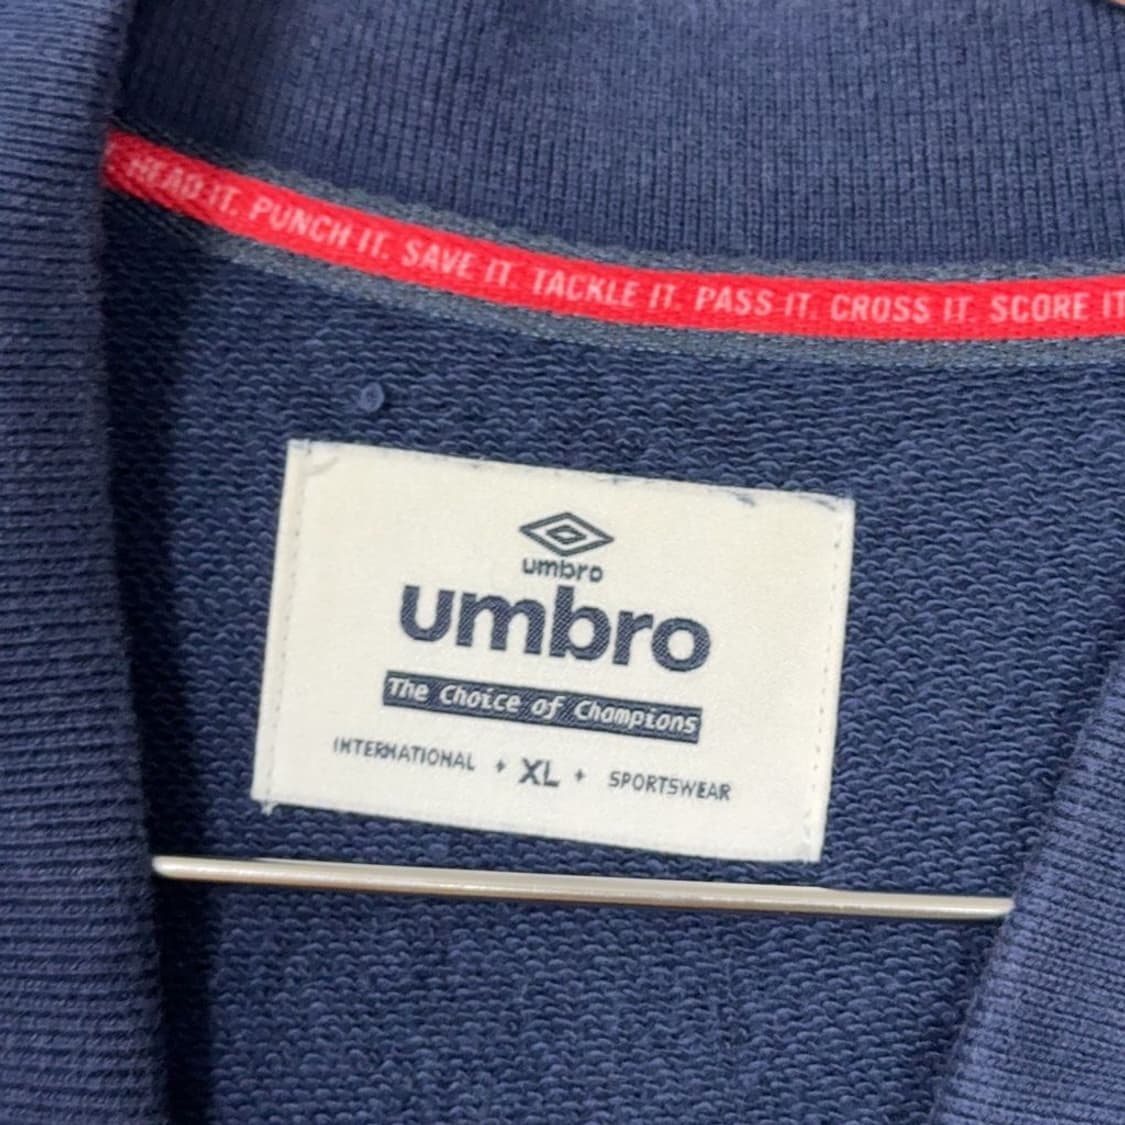 HEAD IT. PUNCH IT. SAVE IT. TACKLE IT. PASS IT. CROSS IT. SCORE IT
umbro
umbro
The Choice of Champions
INTERNATIONAL + XL + SPORTSWEAR